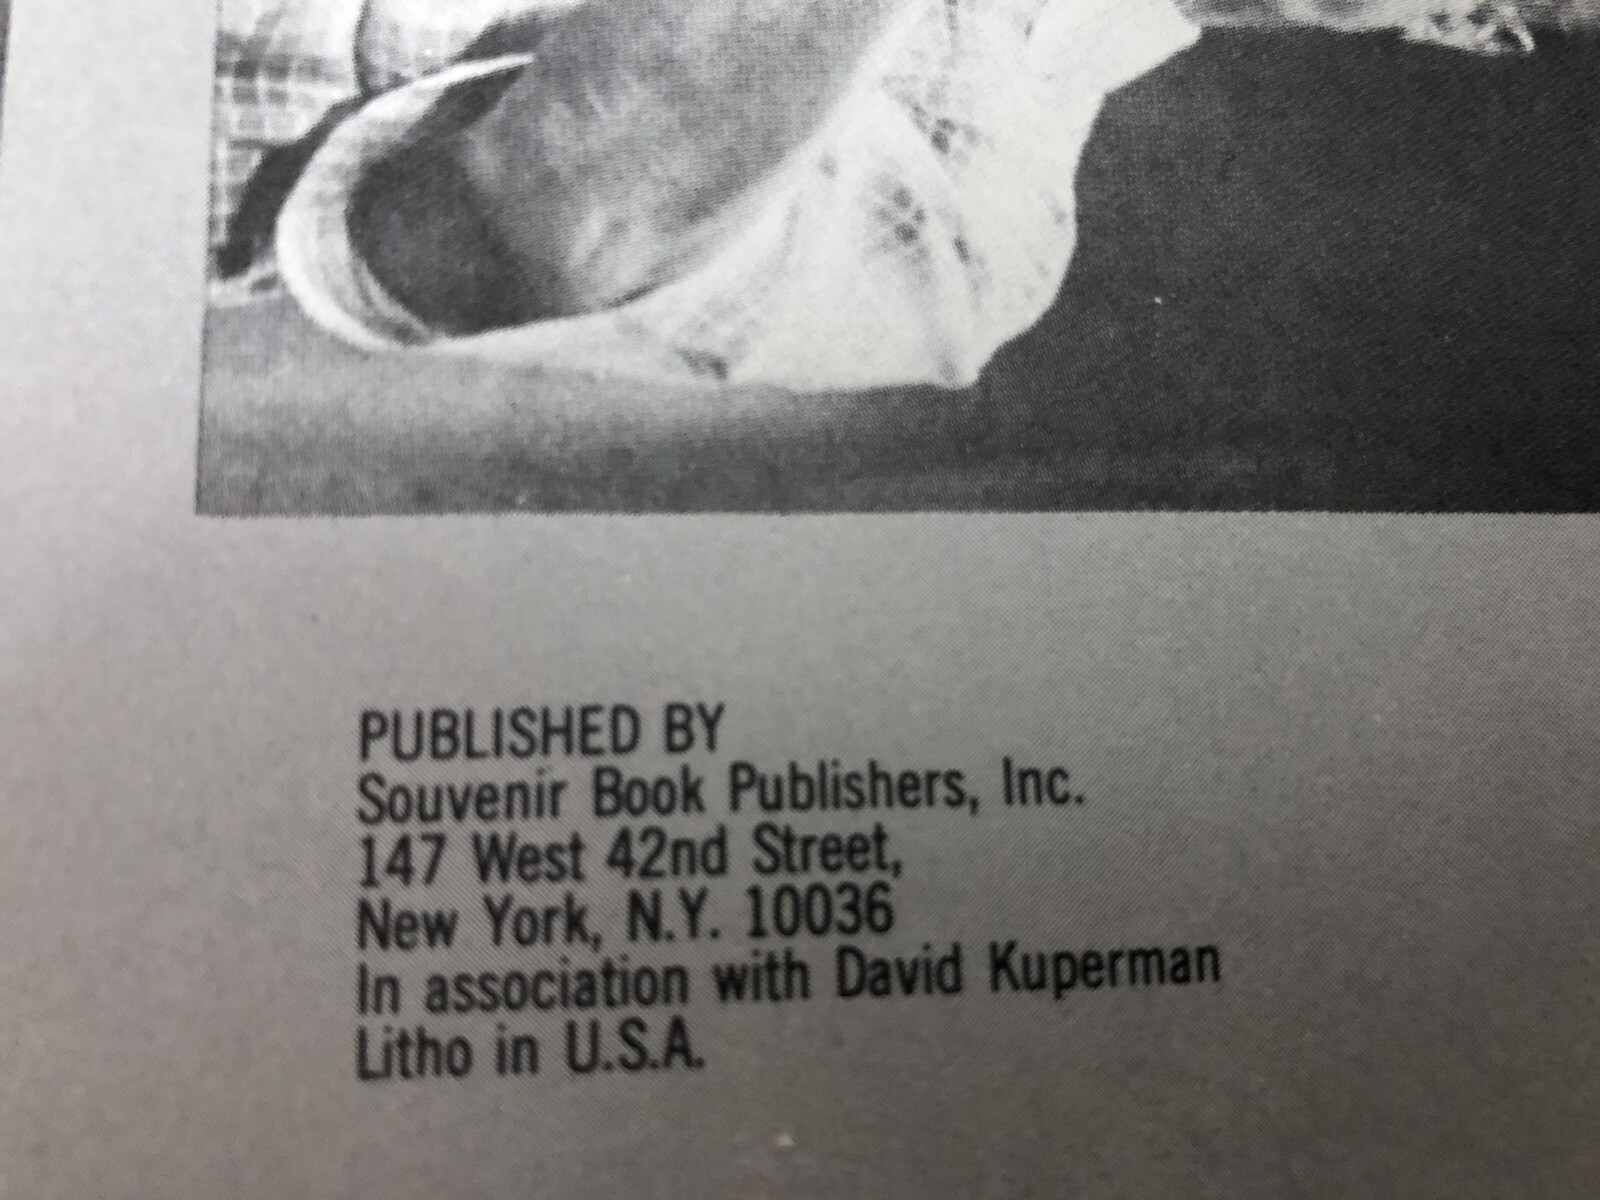 PUBLISHED BY
Souvenir Book Publishers, Inc.
147 West 42nd Street,
New York, N.Y. 10036
In association with David Kuperman
Litho in U.S.A.